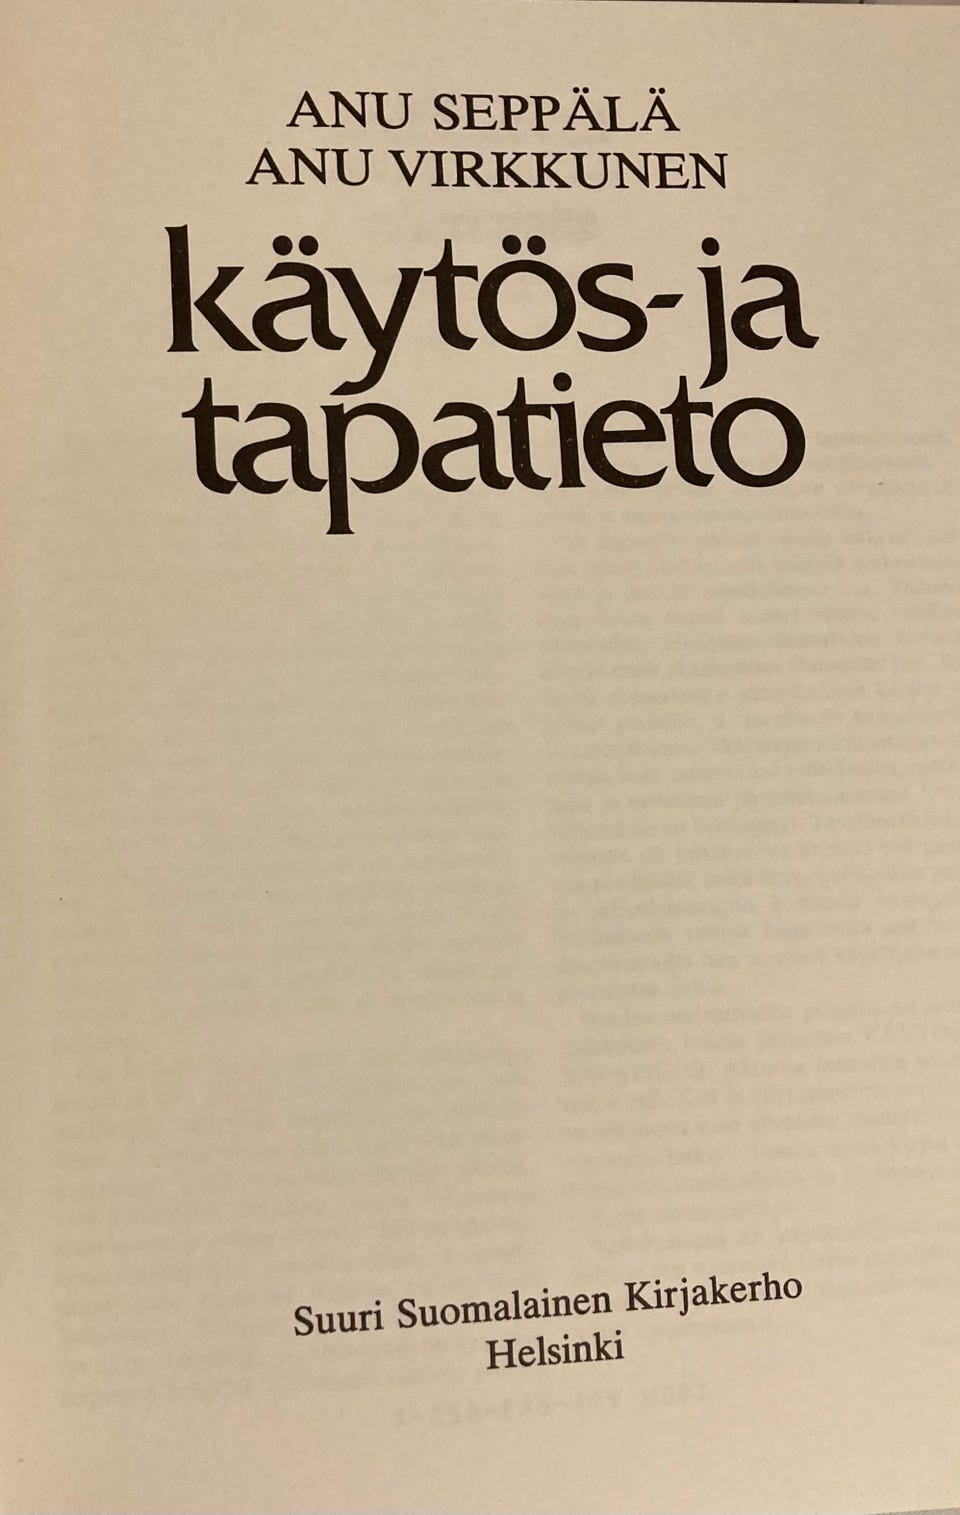 ANU SEPPÄLÄ
ANU VIRKKUNEN
käytös- ja
tapatieto
Suuri Suomalainen Kirjakerho
Helsinki